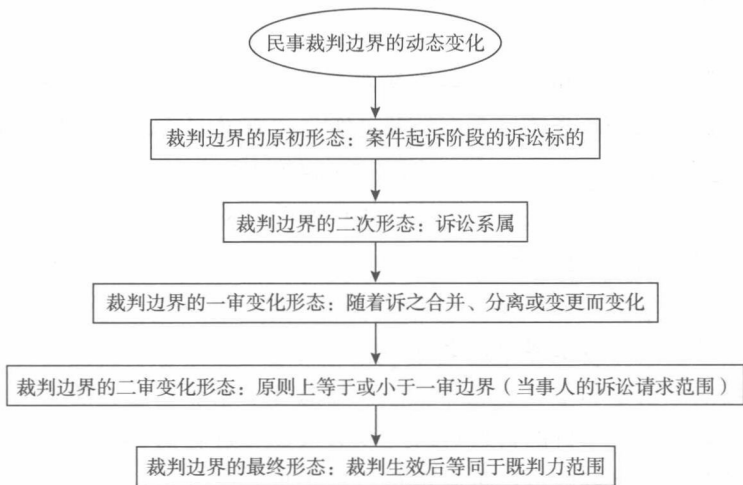 民事裁判边界的动态变化
裁判边界的原初形态：案件起诉阶段的诉讼标的
裁判边界的二次形态：诉讼系属
裁判边界的一审变化形态：随着诉之合并、分离或变更而变化
裁判边界的二审变化形态：原则上等于或小于一审边界（当事人的诉讼请求范围）
裁判边界的最终形态：裁判生效后等同于既判力范围